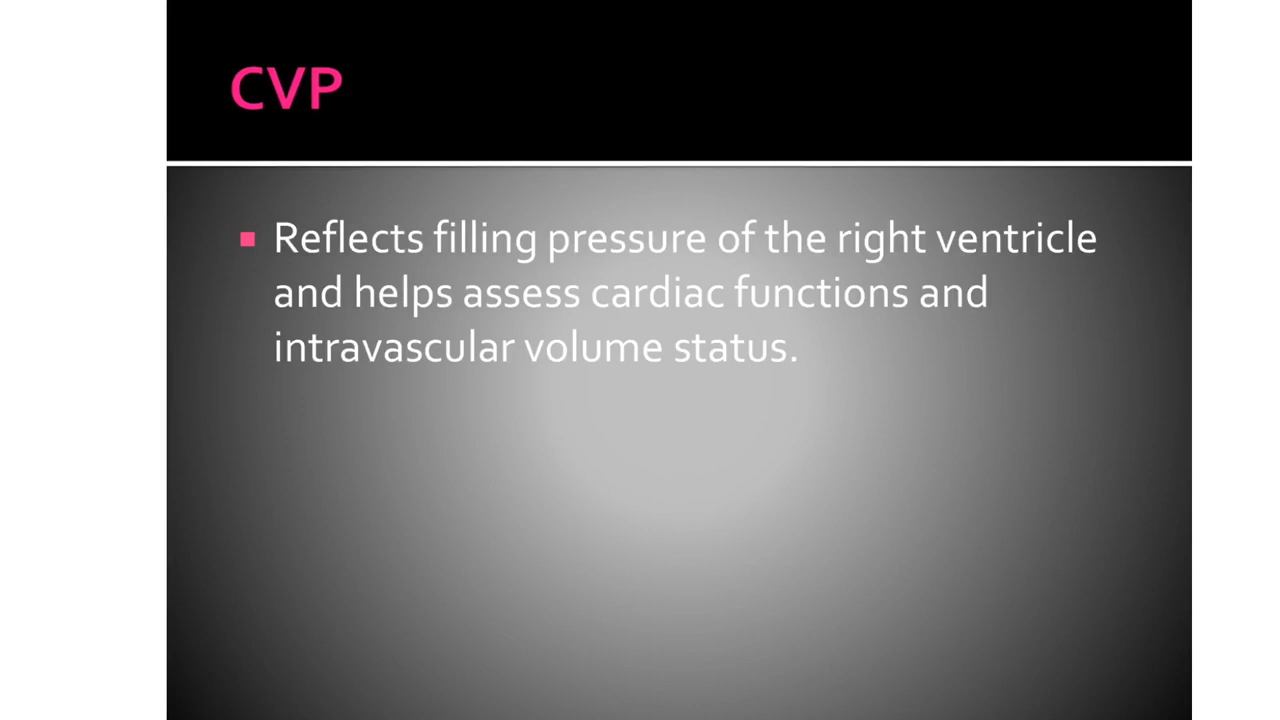 CVP
Reflects filling pressure of the right ventricle
and helps assess cardiac functions and
intravascular volume status.